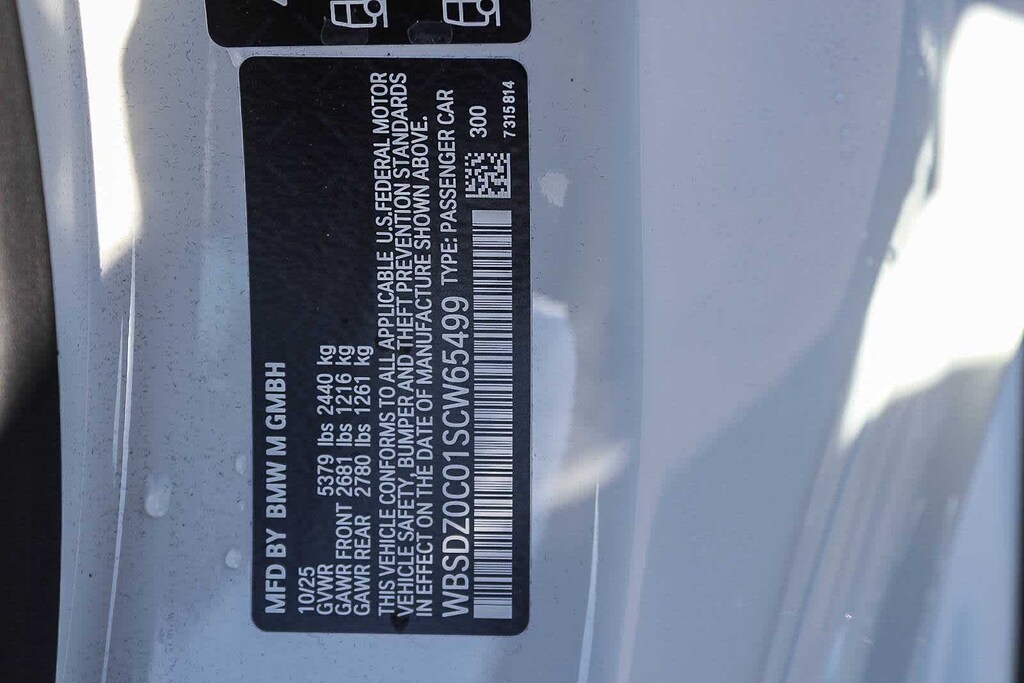 MFD BY BMW M GMBH
10/25
GVWR 5379 lbs 2440 kg
GAWR FRONT 2681 lbs 1216 kg
GAWR REAR 2780 lbs 1261 kg
THIS VEHICLE CONFORMS TO ALL APPLICABLE U.S. FEDERAL MOTOR
VEHICLE SAFETY, BUMPER AND THEFT PREVENTION STANDARDS
IN EFFECT ON THE DATE OF MANUFACTURE SHOWN ABOVE.
WBSDZ0C01SCW65499 TYPE: PASSENGER CAR
300
7315814